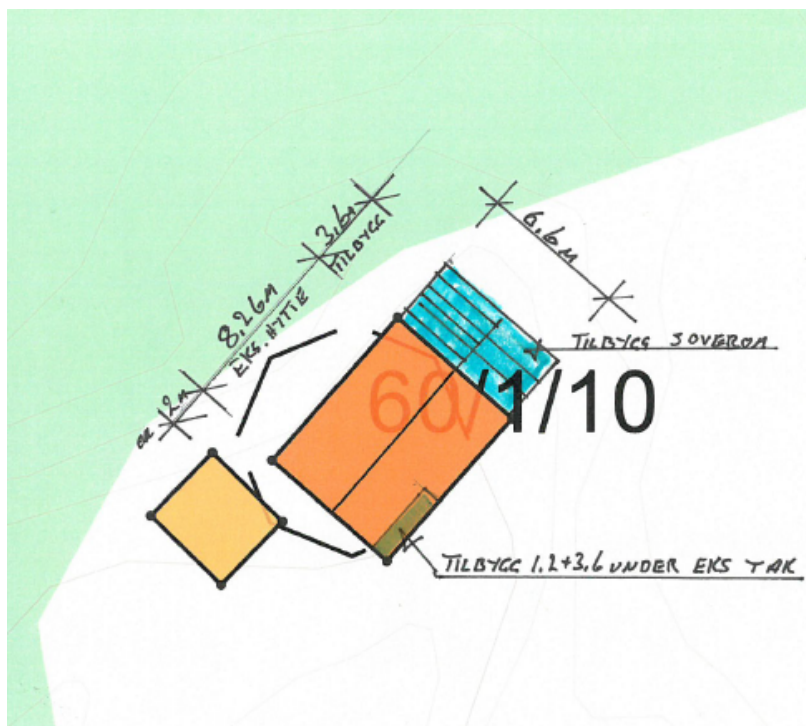 3,6m
TILBYGG
6,6M
8,26M
EKS. HYTTE
2M
TILBYGG SOVEROM
60/1/10
TILBYGG 1,2+3,6 UNDER EKS TAK